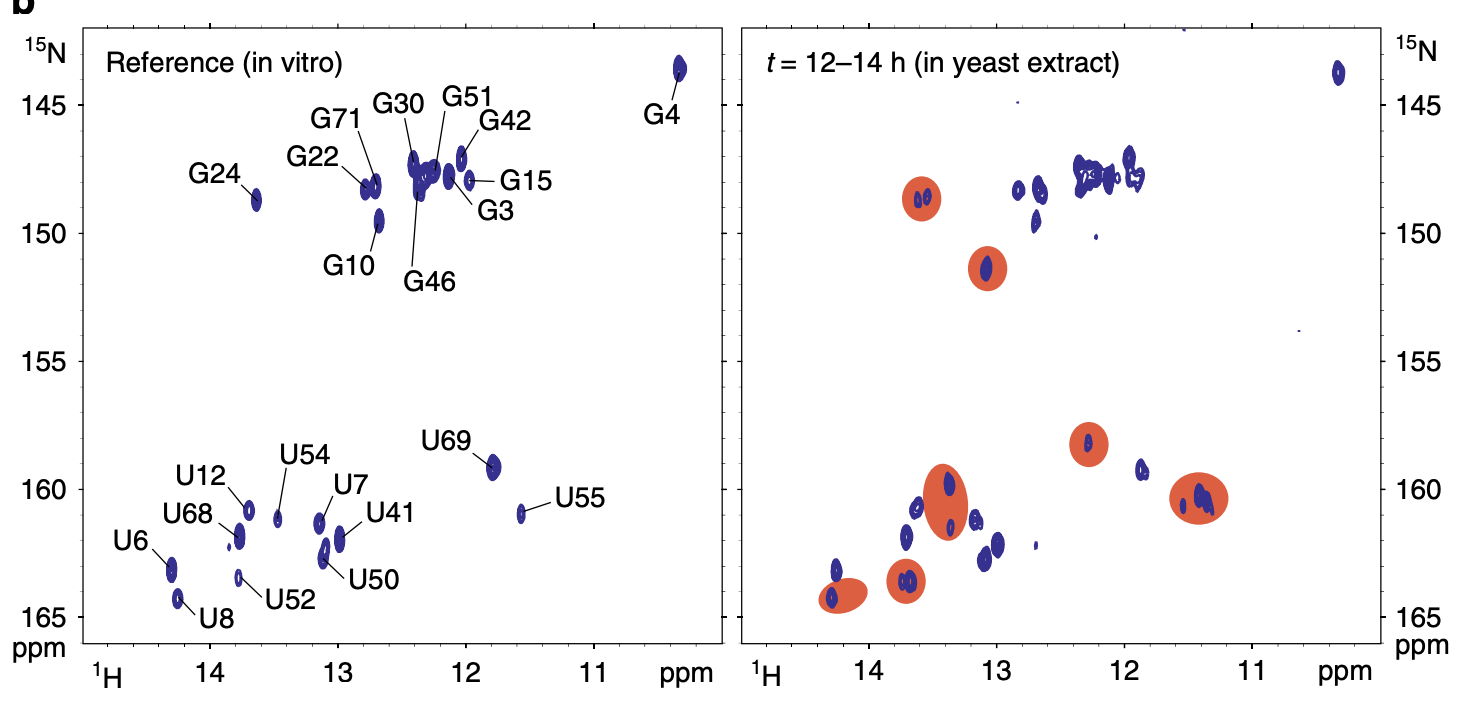 b
¹⁵N
Reference (in vitro)
145
150
155
160
165
ppm
¹H
14
13
12
11
ppm
G24
G22
G71
G30
G51
G42
G4
G15
G3
G10
G46
U69
U55
U54
U12
U7
U68
U41
U6
U50
U52
U8
¹⁵N
t = 12–14 h (in yeast extract)
145
150
155
160
165
ppm
¹H
14
13
12
11
ppm